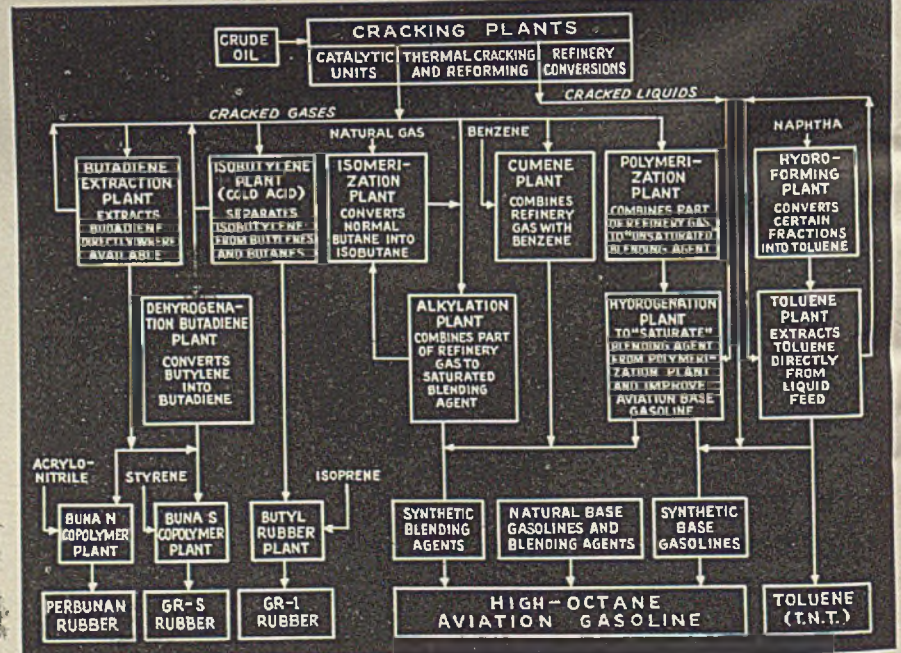 CRUDE
OIL
CRACKING PLANTS
CATALYTIC
UNITS
THERMAL CRACKING
AND REFORMING
REFINERY
CONVERSIONS
CRACKED LIQUIDS
CRACKED GASES
NATURAL GAS
BENZENE
NAPHTHA
BUTADIENE
EXTRACTION
PLANT
EXTRACTS
BUDADIENE
DIRECTLY WHERE
AVAILABLE
ISOBUTYLENE
PLANT
(COLD ACID)
SEPARATES
ISOBUTYLENE
FROM BUTLENES
AND BUTANES
ISOMERI-
ZATION
PLANT
CONVERTS
NORMAL
BUTANE INTO
ISOBUTANE
CUMENE
PLANT
COMBINES
REFINERY
GAS WITH
BENZENE
POLYMERI-
ZATION
PLANT
COMBINES PART
OF REFINERY GAS
TO "UNSATURATED
BLENDING AGENT
HYDRO-
FORMING
PLANT
CONVERTS
CERTAIN
FRACTIONS
INTO TOLUENE
DEHYROGENA-
TION BUTADIENE
PLANT
CONVERTS
BUTYLENE
INTO
BUTADIENE
ALKYLATION
PLANT
COMBINES PART
OF REFINERY
GAS TO
SATURATED
BLENDING
AGENT
HYDROGENATION
PLANT
TO "SATURATE"
BLENDING AGENT
FROM POLYMERI-
ZATION PLANT
AND IMPROVE
AVIATION BASE
GASOLINE
TOLUENE
PLANT
EXTRACTS
TOLUENE
DIRECTLY
FROM
LIQUID
FEED
ACRYLO-
NITRILE
STYRENE
ISOPRENE
BUNA N
COPOLYMER
PLANT
BUNA S
COPOLYMER
PLANT
BUTYL
RUBBER
PLANT
SYNTHETIC
BLENDING
AGENTS
NATURAL BASE
GASOLINES AND
BLENDING AGENTS
SYNTHETIC
BASE
GASOLINES
PERBUNAN
RUBBER
GR-S
RUBBER
GR-1
RUBBER
HIGH-OCTANE
AVIATION GASOLINE
TOLUENE
(T.N.T.)